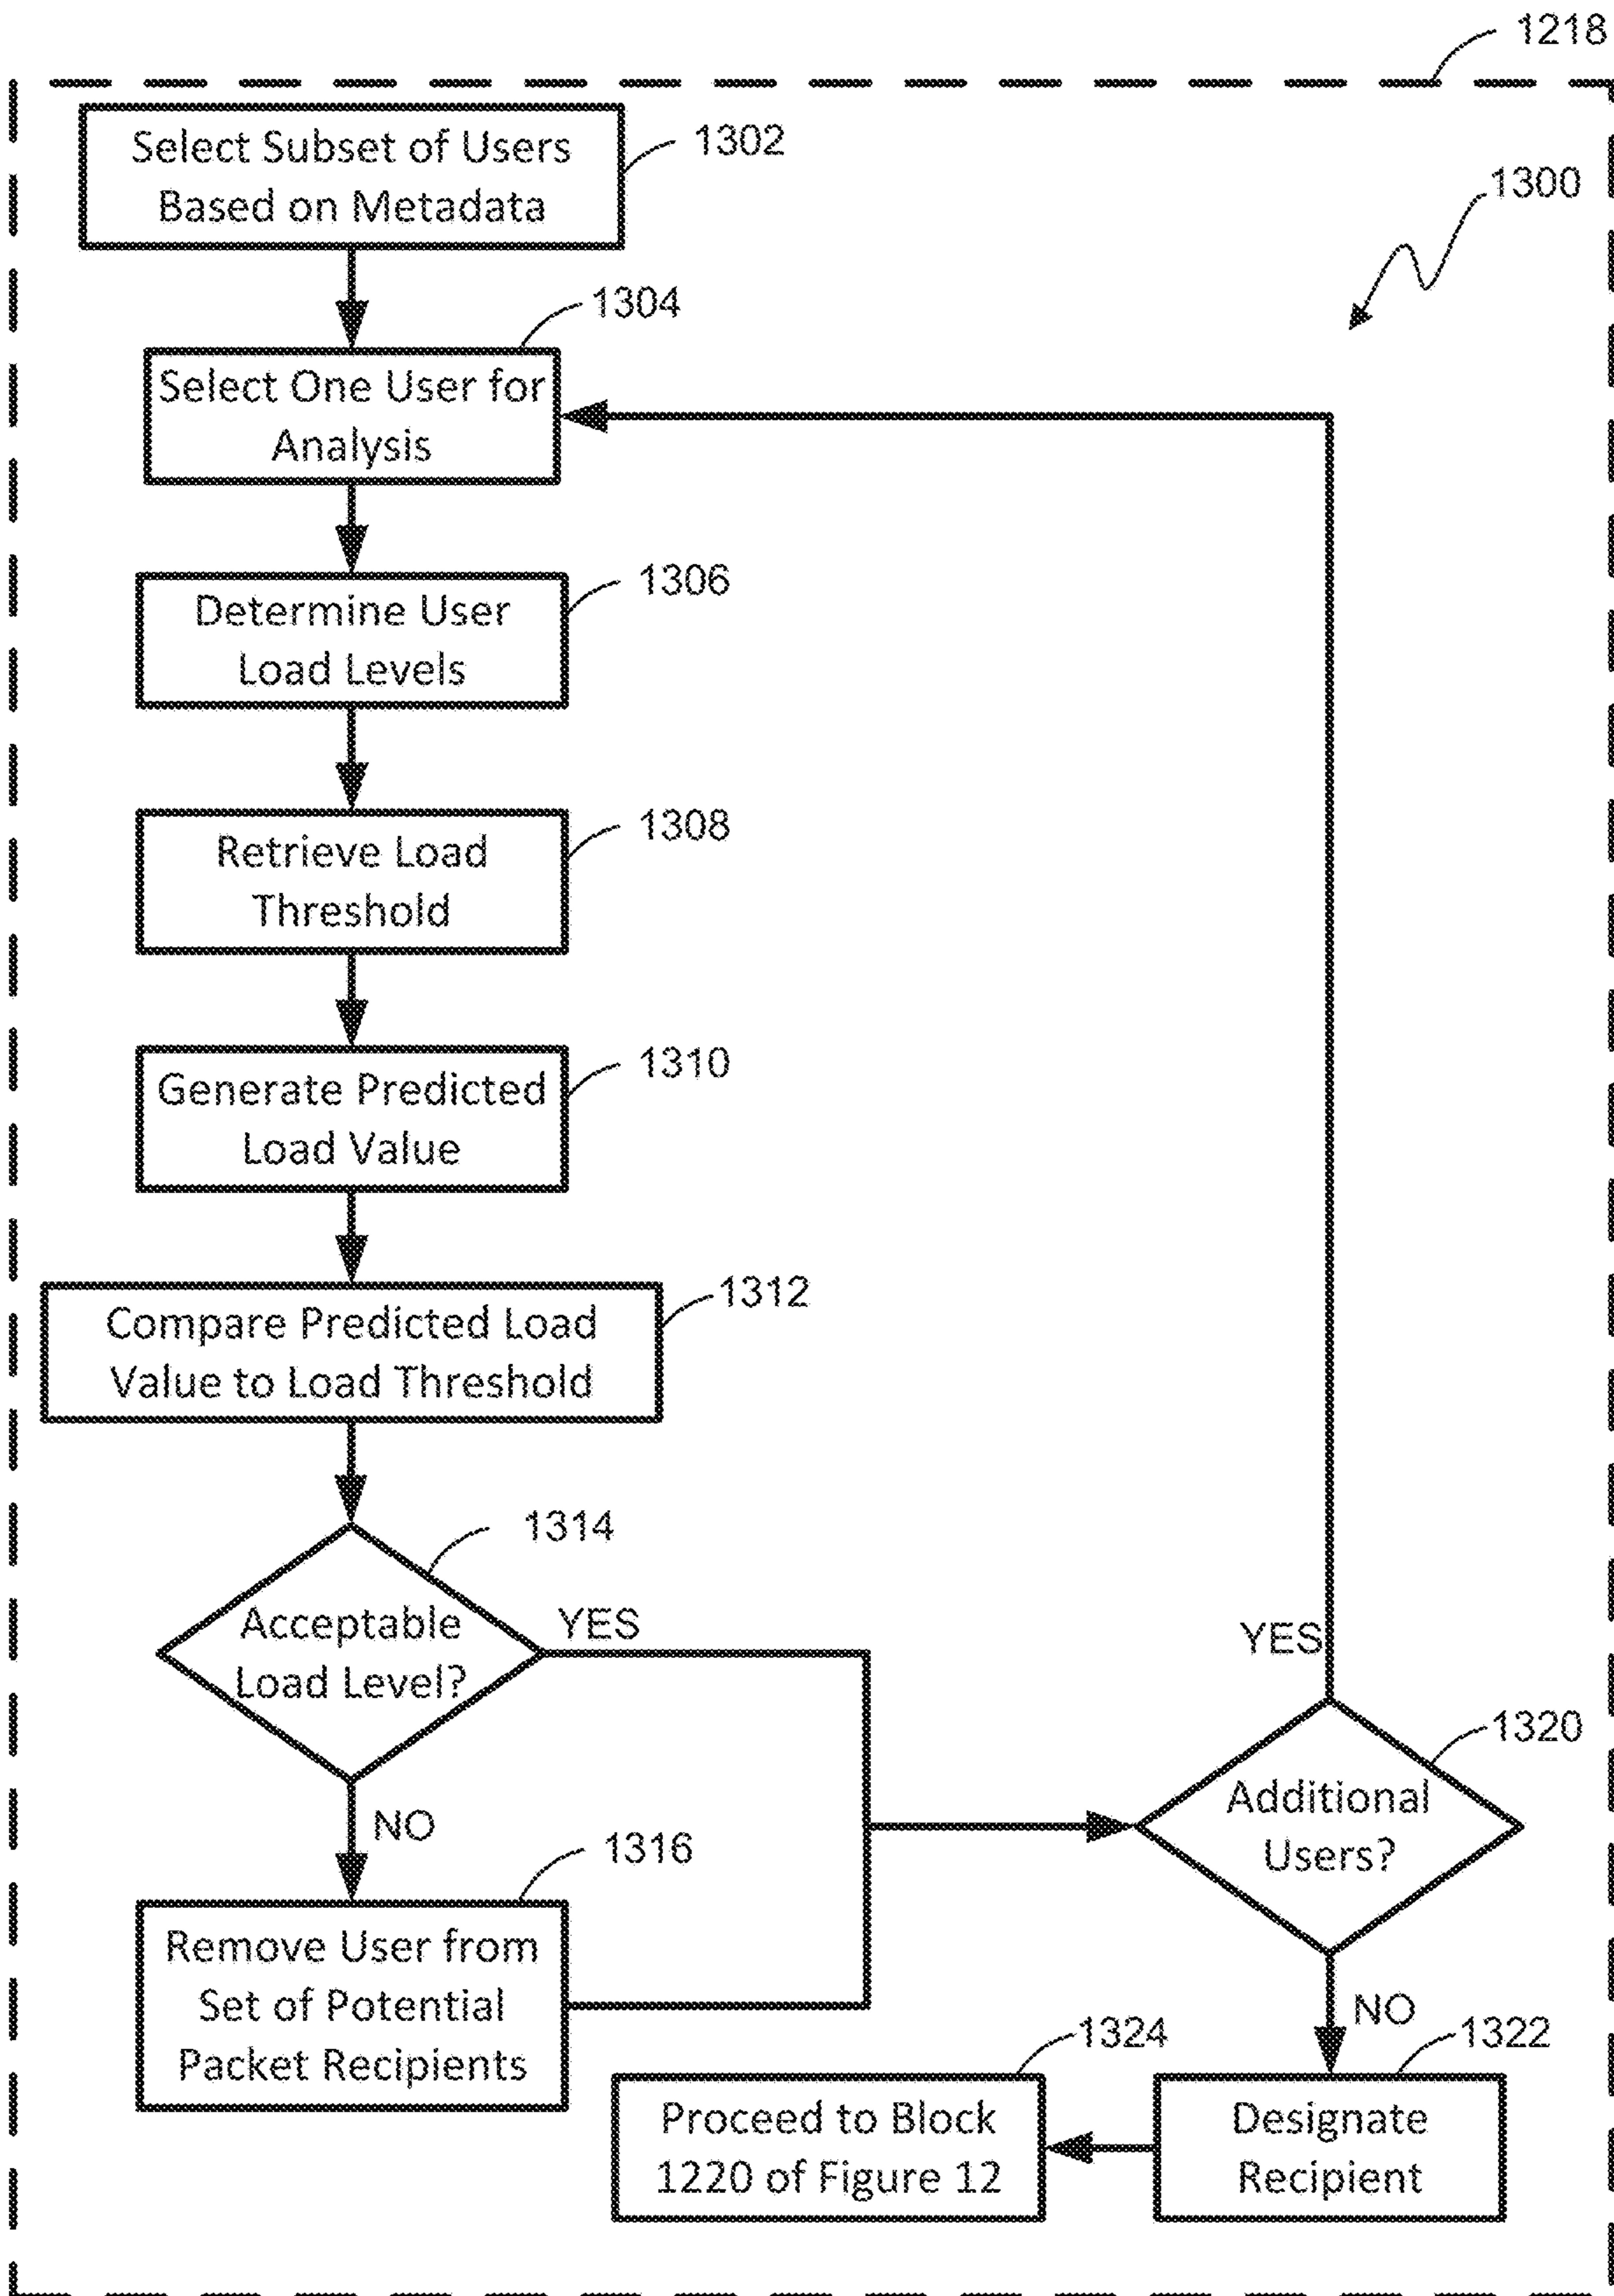 1218
Select Subset of Users
Based on Metadata
1302
1300
1304
Select One User for
Analysis
1306
Determine User
Load Levels
1308
Retrieve Load
Threshold
1310
Generate Predicted
Load Value
1312
Compare Predicted Load
Value to Load Threshold
1314
Acceptable
Load Level?
YES
YES
1320
Additional
Users?
NO
1316
Remove User from
Set of Potential
Packet Recipients
NO
1324
1322
Proceed to Block
1220 of Figure 12
Designate
Recipient